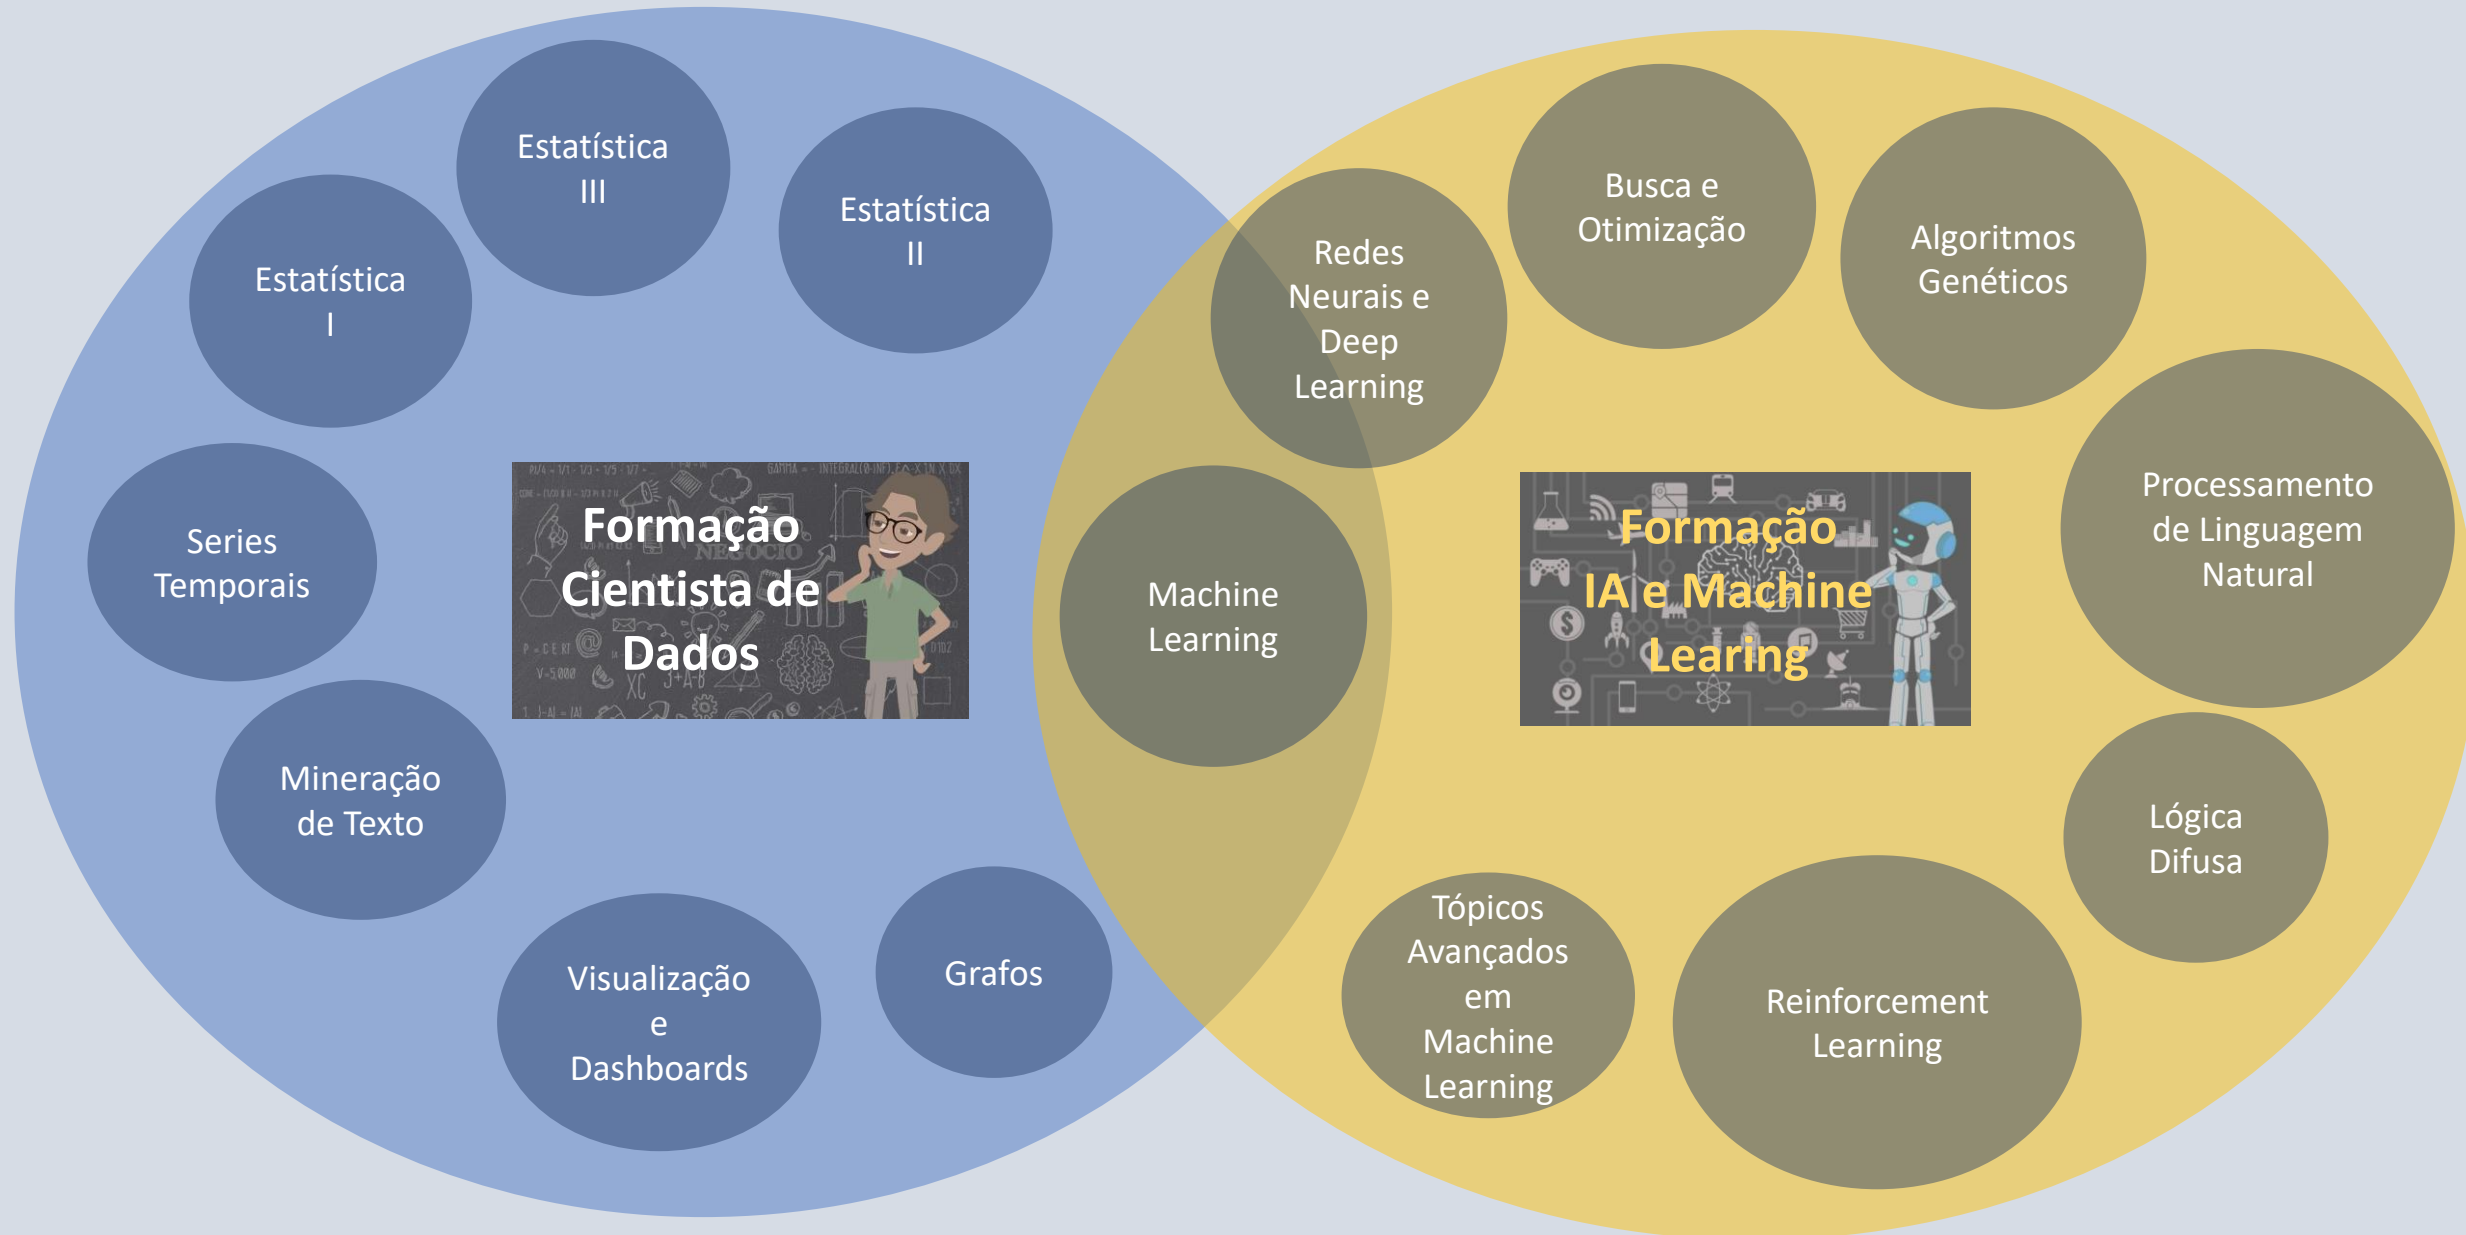 Estatística
III
Estatística
II
Estatística
I
Series
Temporais
Mineração
de Texto
Visualização
e
Dashboards
Grafos
Formação
Cientista de
Dados
NEGOCIO
Machine
Learning
Redes
Neurais e
Deep
Learning
Busca e
Otimização
Algoritmos
Genéticos
Processamento
de Linguagem
Natural
Formação
IA e Machine
Learing
Lógica
Difusa
Tópicos
Avançados
em
Machine
Learning
Reinforcement
Learning